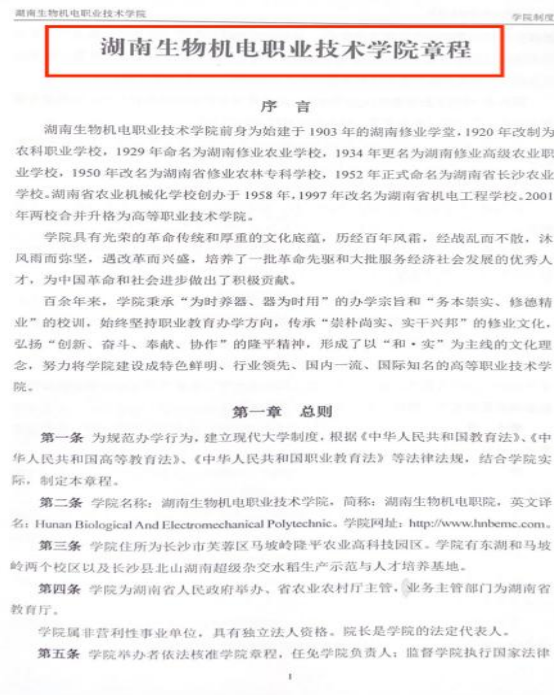 湖南生物机电职业技术学院
学院制度
湖南生物机电职业技术学院章程
序 言
湖南生物机电职业技术学院前身为始建于 1903 年的湖南修业学堂，1920 年改制为
农科职业学校，1929 年命名为湖南修业农业学校，1934 年更名为湖南修业高级农业职
业学校，1950 年改名为湖南省修业农林专科学校，1952 年正式命名为湖南省长沙农业
学校。湖南省农业机械化学校创办于 1958 年，1997 年改名为湖南省机电工程学校。2001
年两校合并升格为高等职业技术学院。
学院具有光荣的革命传统和厚重的文化底蕴，历经百年风霜，经战乱而不散，沐
风雨而弥坚，遇改革而兴盛，培养了一批革命先驱和大批服务经济社会发展的优秀人
才，为中国革命和社会进步做出了积极贡献。
百余年来，学院秉承“为时养器、器为时用”的办学宗旨和“务本崇实、修德精
业”的校训，始终坚持职业教育办学方向，传承“崇朴尚实、实干兴邦”的修业文化，
弘扬“创新、奋斗、奉献、协作”的隆平精神，形成了以“和·实”为主线的文化理
念，努力将学院建设成特色鲜明、行业领先、国内一流、国际知名的高等职业技术学
院。
第一章 总则
第一条 为规范办学行为，建立现代大学制度，根据《中华人民共和国教育法》、《中
华人民共和国高等教育法》、《中华人民共和国职业教育法》等法律法规，结合学院实
际，制定本章程。
第二条 学院名称：湖南生物机电职业技术学院，简称：湖南生物机电职院，英文译
名：Hunan Biological And Electromechanical Polytechnic。学院网址：http://www.hnbemc.com。
第三条 学院住所为长沙市芙蓉区马坡岭隆平农业高科技园区。学院有东湖和马坡
岭两个校区以及长沙县北山湖南超级杂交水稻生产示范与人才培养基地。
第四条 学院为湖南省人民政府举办、省农业农村厅主管，业务主管部门为湖南省
教育厅。
学院属非营利性事业单位，具有独立法人资格。院长是学院的法定代表人。
第五条 学院举办者依法核准学院章程，任免学院负责人；监督学院执行国家法律
1